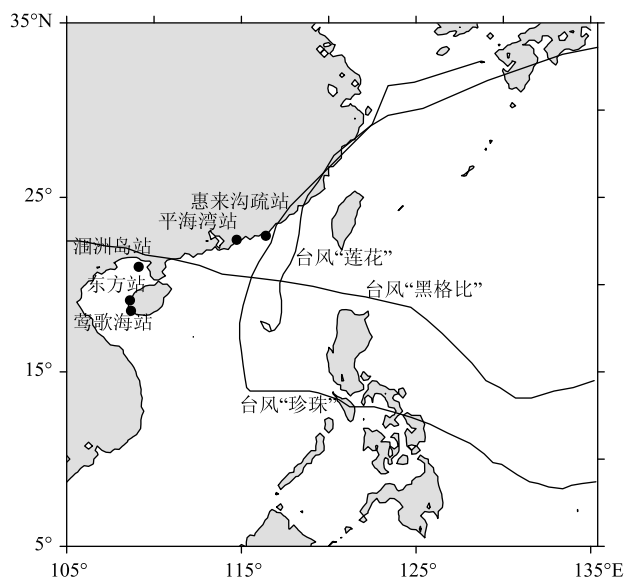 35°N
惠来沟疏站
平海湾站
25°
涠洲岛站
台风“莲花”
东方站
台风“黑格比”
莺歌海站
15°
台风“珍珠”
5°
105°
115°
125°
135°E